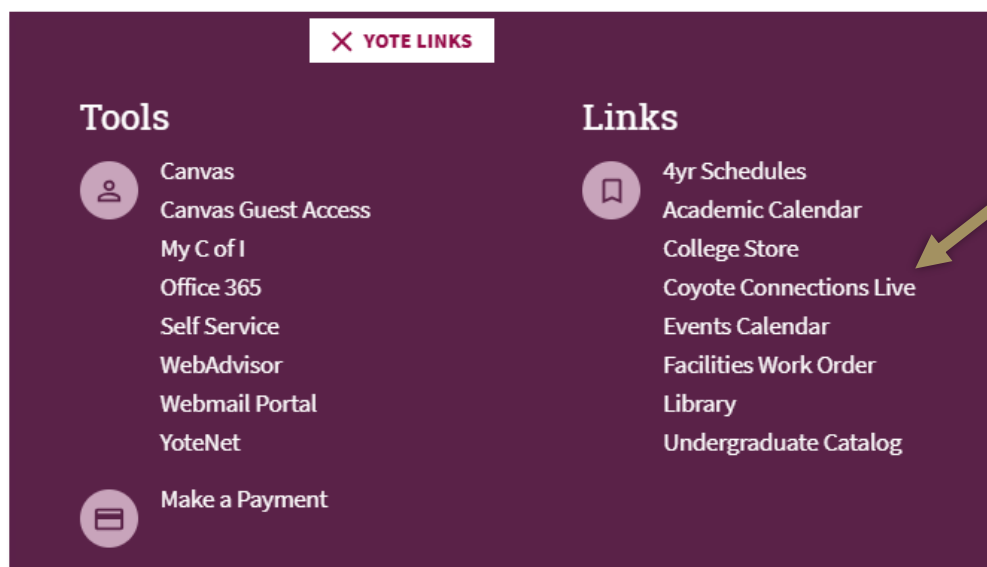 YOTE LINKS
Tools
Canvas
Canvas Guest Access
My C of I
Office 365
Self Service
WebAdvisor
Webmail Portal
YoteNet
Make a Payment
Links
4yr Schedules
Academic Calendar
College Store
Coyote Connections Live
Events Calendar
Facilities Work Order
Library
Undergraduate Catalog